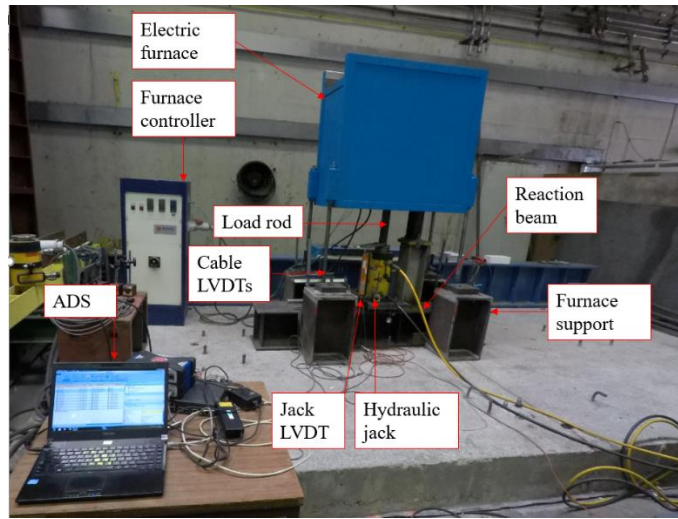 Electric
furnace
Furnace
controller
Load rod
Reaction
beam
Cable
LVDTs
ADS
Furnace
support
Jack
LVDT
Hydraulic
jack